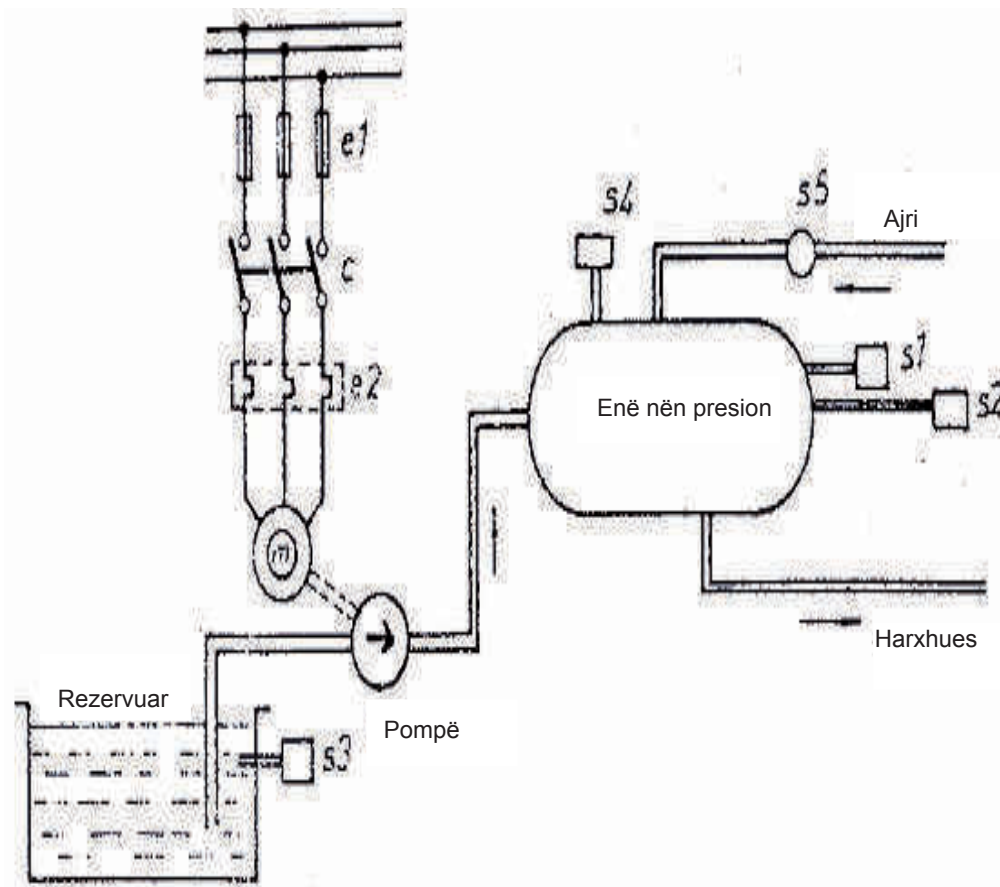 e1
s4
s5
Ajri
c
s1
e2
Enë nën presion
s2
m
Harxhues
Rezervuar
Pompë
s3